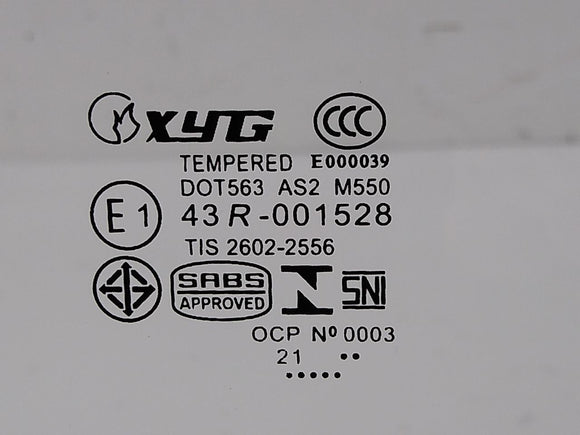 XYG CCC
TEMPERED E000039
DOT563 AS2 M550
E1 43R-001528
TIS 2602-2556
SABS APPROVED N SNI
OCP Nº 0003
21 ••
•••••